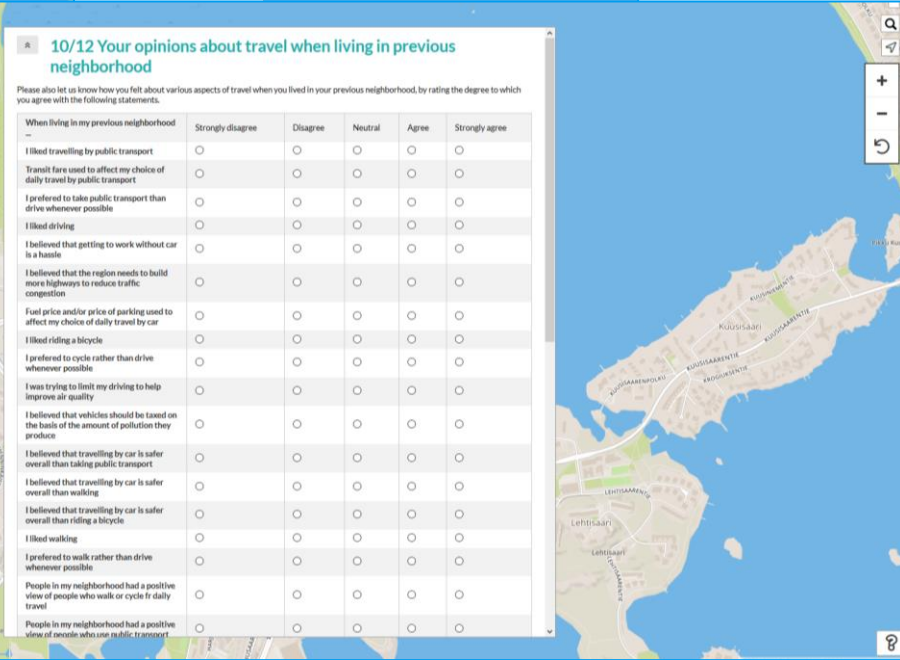 10/12 Your opinions about travel when living in previous
neighborhood
Please also let us know how you felt about various aspects of travel when you lived in your previous neighborhood, by rating the degree to which
you agree with the following statements.
When living in my previous neighborhood
...
Strongly disagree
Disagree
Neutral
Agree
Strongly agree
I liked travelling by public transport
Transit fare used to affect my choice of
daily travel by public transport
I prefered to take public transport than
drive whenever possible
I liked driving
I believed that getting to work without car
is a hassle
I believed that the region needs to build
more highways to reduce traffic
congestion
Fuel price and/or price of parking used to
affect my choice of daily travel by car
I liked riding a bicycle
I prefered to cycle rather than drive
whenever possible
I was trying to limit my driving to help
improve air quality
I believed that vehicles should be taxed on
the basis of the amount of pollution they
produce
I believed that travelling by car is safer
overall than taking public transport
I believed that travelling by car is safer
overall than walking
I believed that travelling by car is safer
overall than riding a bicycle
I liked walking
I prefered to walk rather than drive
whenever possible
People in my neighborhood had a positive
view of people who walk or cycle fr daily
travel
People in my neighborhood had a positive
view of people who use public transport
+
−
?
KUUSINIEMENTIE
Kuusisaari
KUUSISAARENTIE
KUUSISAARENTIE
KROGIUKSENTIE
KUUSISAARENPOLKU
LEHTISAARENTIE
Lehtisaari
Lehtisaari
LEHTISAARENTIE